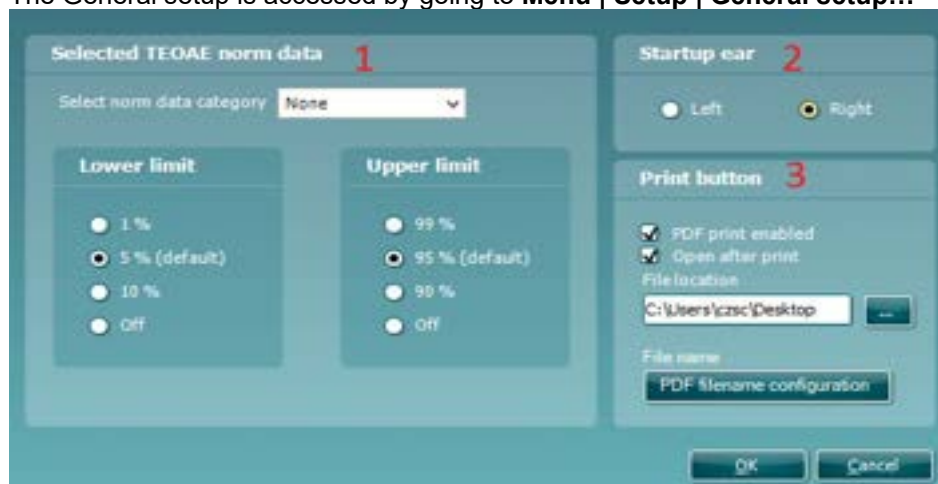 The General setup is accessed by going to Menu | Setup | General setup...
Selected TEOAE norm data 1
Select norm data category None
Lower limit
1 %
5 % (default)
10 %
Off
Upper limit
99 %
95 % (default)
90 %
Off
Startup ear 2
Left
Right
Print button 3
PDF print enabled
Open after print
File location
C:\Users\czsc\Desktop
...
File name
PDF filename configuration
OK
Cancel